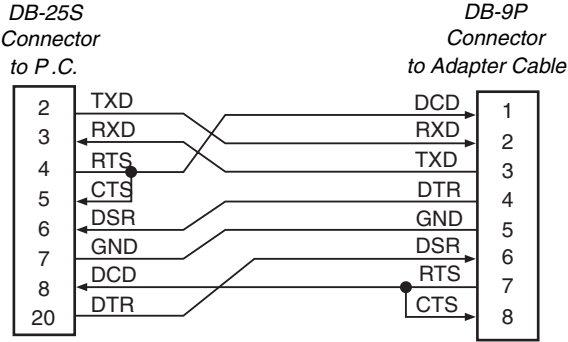 DB-25S
Connector
to P.C.
DB-9P
Connector
to Adapter Cable
2 TXD DCD 1
3 RXD RXD 2
4 RTS TXD 3
5 CTS DTR 4
6 DSR GND 5
7 GND DSR 6
8 DCD RTS 7
20 DTR CTS 8